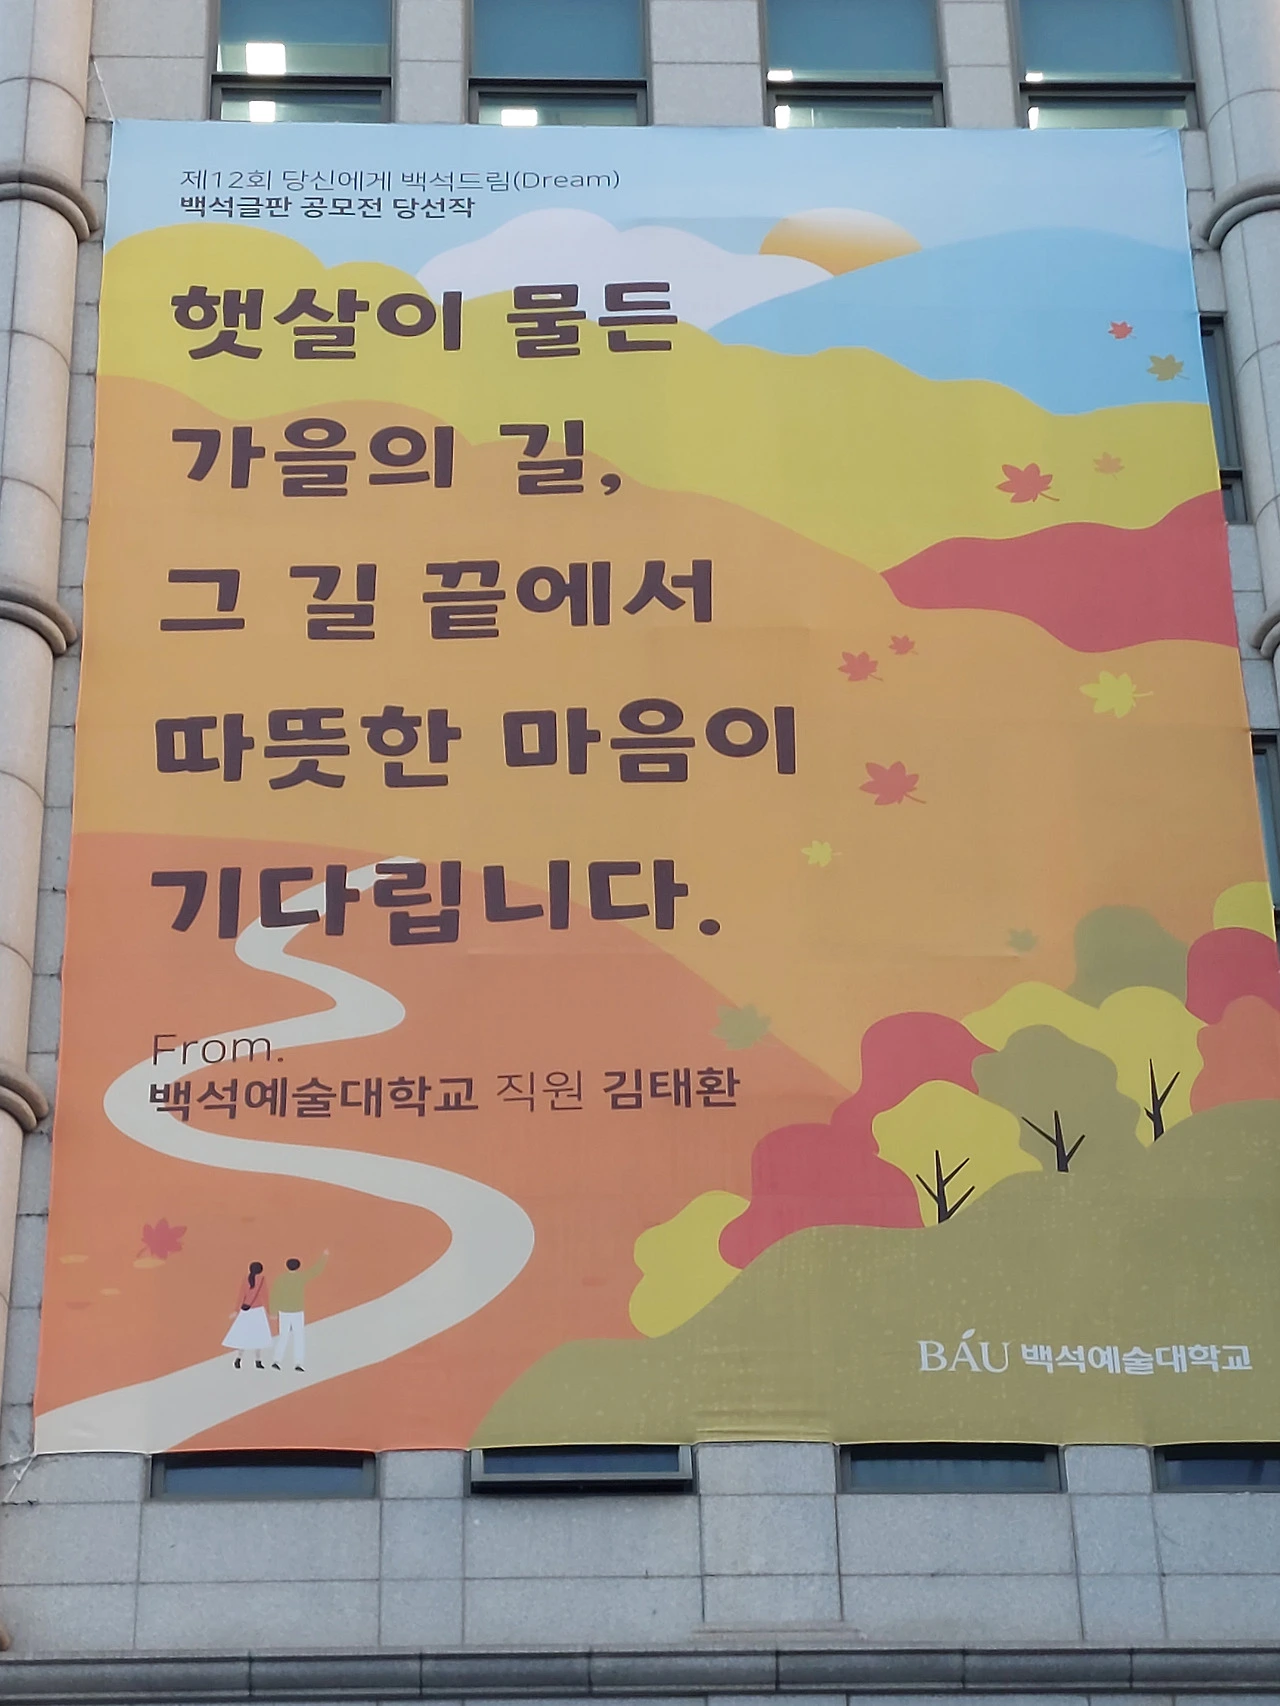 제12회 당신에게 백석드림(Dream)
백석글판 공모전 당선작
햇살이 물든
가을의 길,
그 길 끝에서
따뜻한 마음이
기다립니다.
From.
백석예술대학교 직원 김태환
BÁU 백석예술대학교